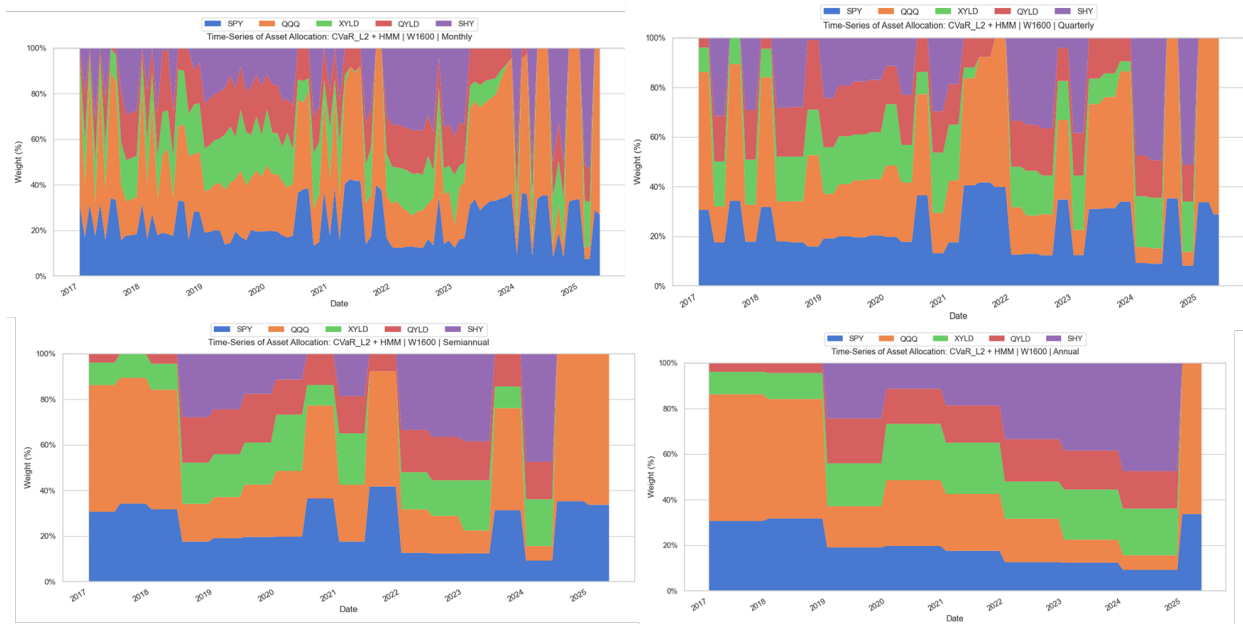 SPY QQQ XYLD QYLD SHY
Time-Series of Asset Allocation: CVaR_L2 + HMM | W1600 | Monthly
100%
80%
60%
40%
20%
0%
Weight (%)
2017 2018 2019 2020 2021 2022 2023 2024 2025
Date
SPY QQQ XYLD QYLD SHY
Time-Series of Asset Allocation: CVaR_L2 + HMM | W1600 | Quarterly
100%
80%
60%
40%
20%
0%
Weight (%)
2017 2018 2019 2020 2021 2022 2023 2024 2025
Date
SPY QQQ XYLD QYLD SHY
Time-Series of Asset Allocation: CVaR_L2 + HMM | W1600 | Semiannual
100%
80%
60%
40%
20%
0%
Weight (%)
2017 2018 2019 2020 2021 2022 2023 2024 2025
Date
SPY QQQ XYLD QYLD SHY
Time-Series of Asset Allocation: CVaR_L2 + HMM | W1600 | Annual
100%
80%
60%
40%
20%
0%
Weight (%)
2017 2018 2019 2020 2021 2022 2023 2024 2025
Date